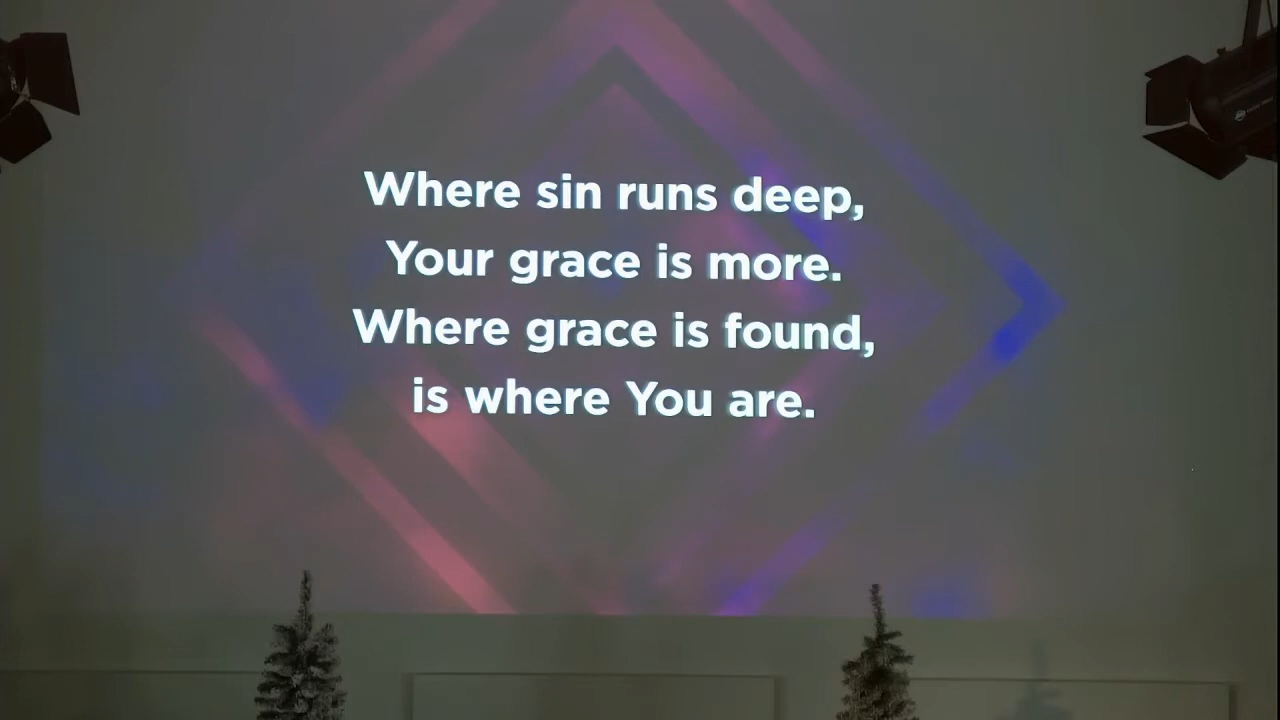 Where sin runs deep,
Your grace is more.
Where grace is found,
is where You are.